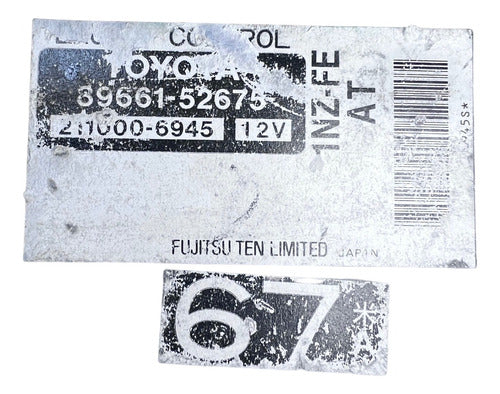 CONTROL
TOYOTA
89661-52675
211000-6945 12V
1NZ-FE
AT
FUJITSU TEN LIMITED JAPAN
67*A